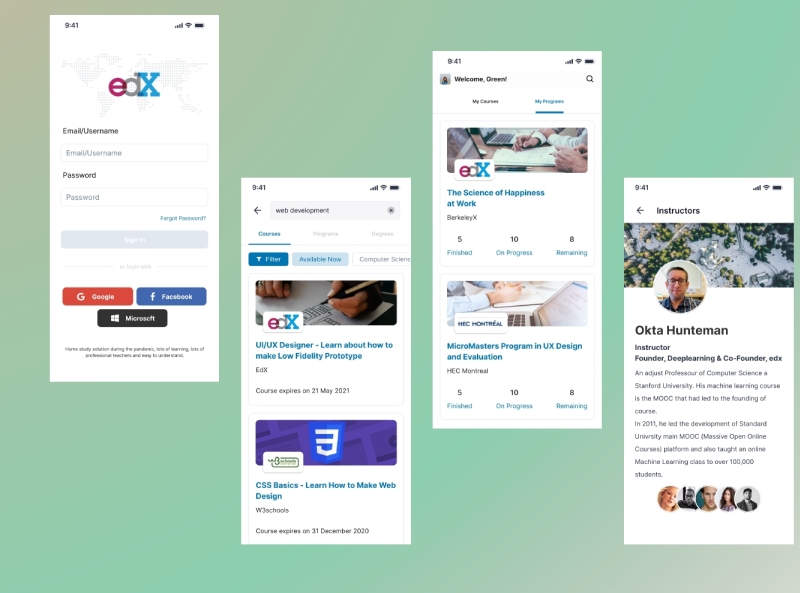 9:41
edX
Email/Username
Email/Username
Password
Password
Forgot Password?
Sign In
or login with
Google
Facebook
Microscft
Home study solution during the pandemic, lots of learning, lots of
professional teachers and easy to understand.
9:41
web development
Courses
Programs
Degrees
Filter
Available Now
Computer Scienc
edX
UI/UX Designer - Learn about how to
make Low Fidelity Prototype
EdX
Course expires on 21 May 2021
w3schools
CSS Basics - Learn How to Make Web
Design
W3schools
Course expires on 31 December 2020
9:41
Welcome, Green!
My Courses
My Programs
edX
The Science of Happiness
at Work
BerkeleyX
5
10
8
Finished
On Progress
Remaining
HEC MONTRÉAL
MicroMasters Program in UX Design
and Evaluation
HEC Montreal
5
10
8
Finished
On Progress
Remaining
9:41
Instructors
Okta Hunteman
Instructor
Founder, Deeplearning & Co-Founder, edx
An adjust Professour of Computer Science a
Stanford University. His machine learning course
is the MOOC that had led to the founding of
course.
In 2011, he led the development of Standard
Univrsity main MOOC (Massive Open Online
Courses) platform and also taught an online
Machine Learning class to over 100,000
students.